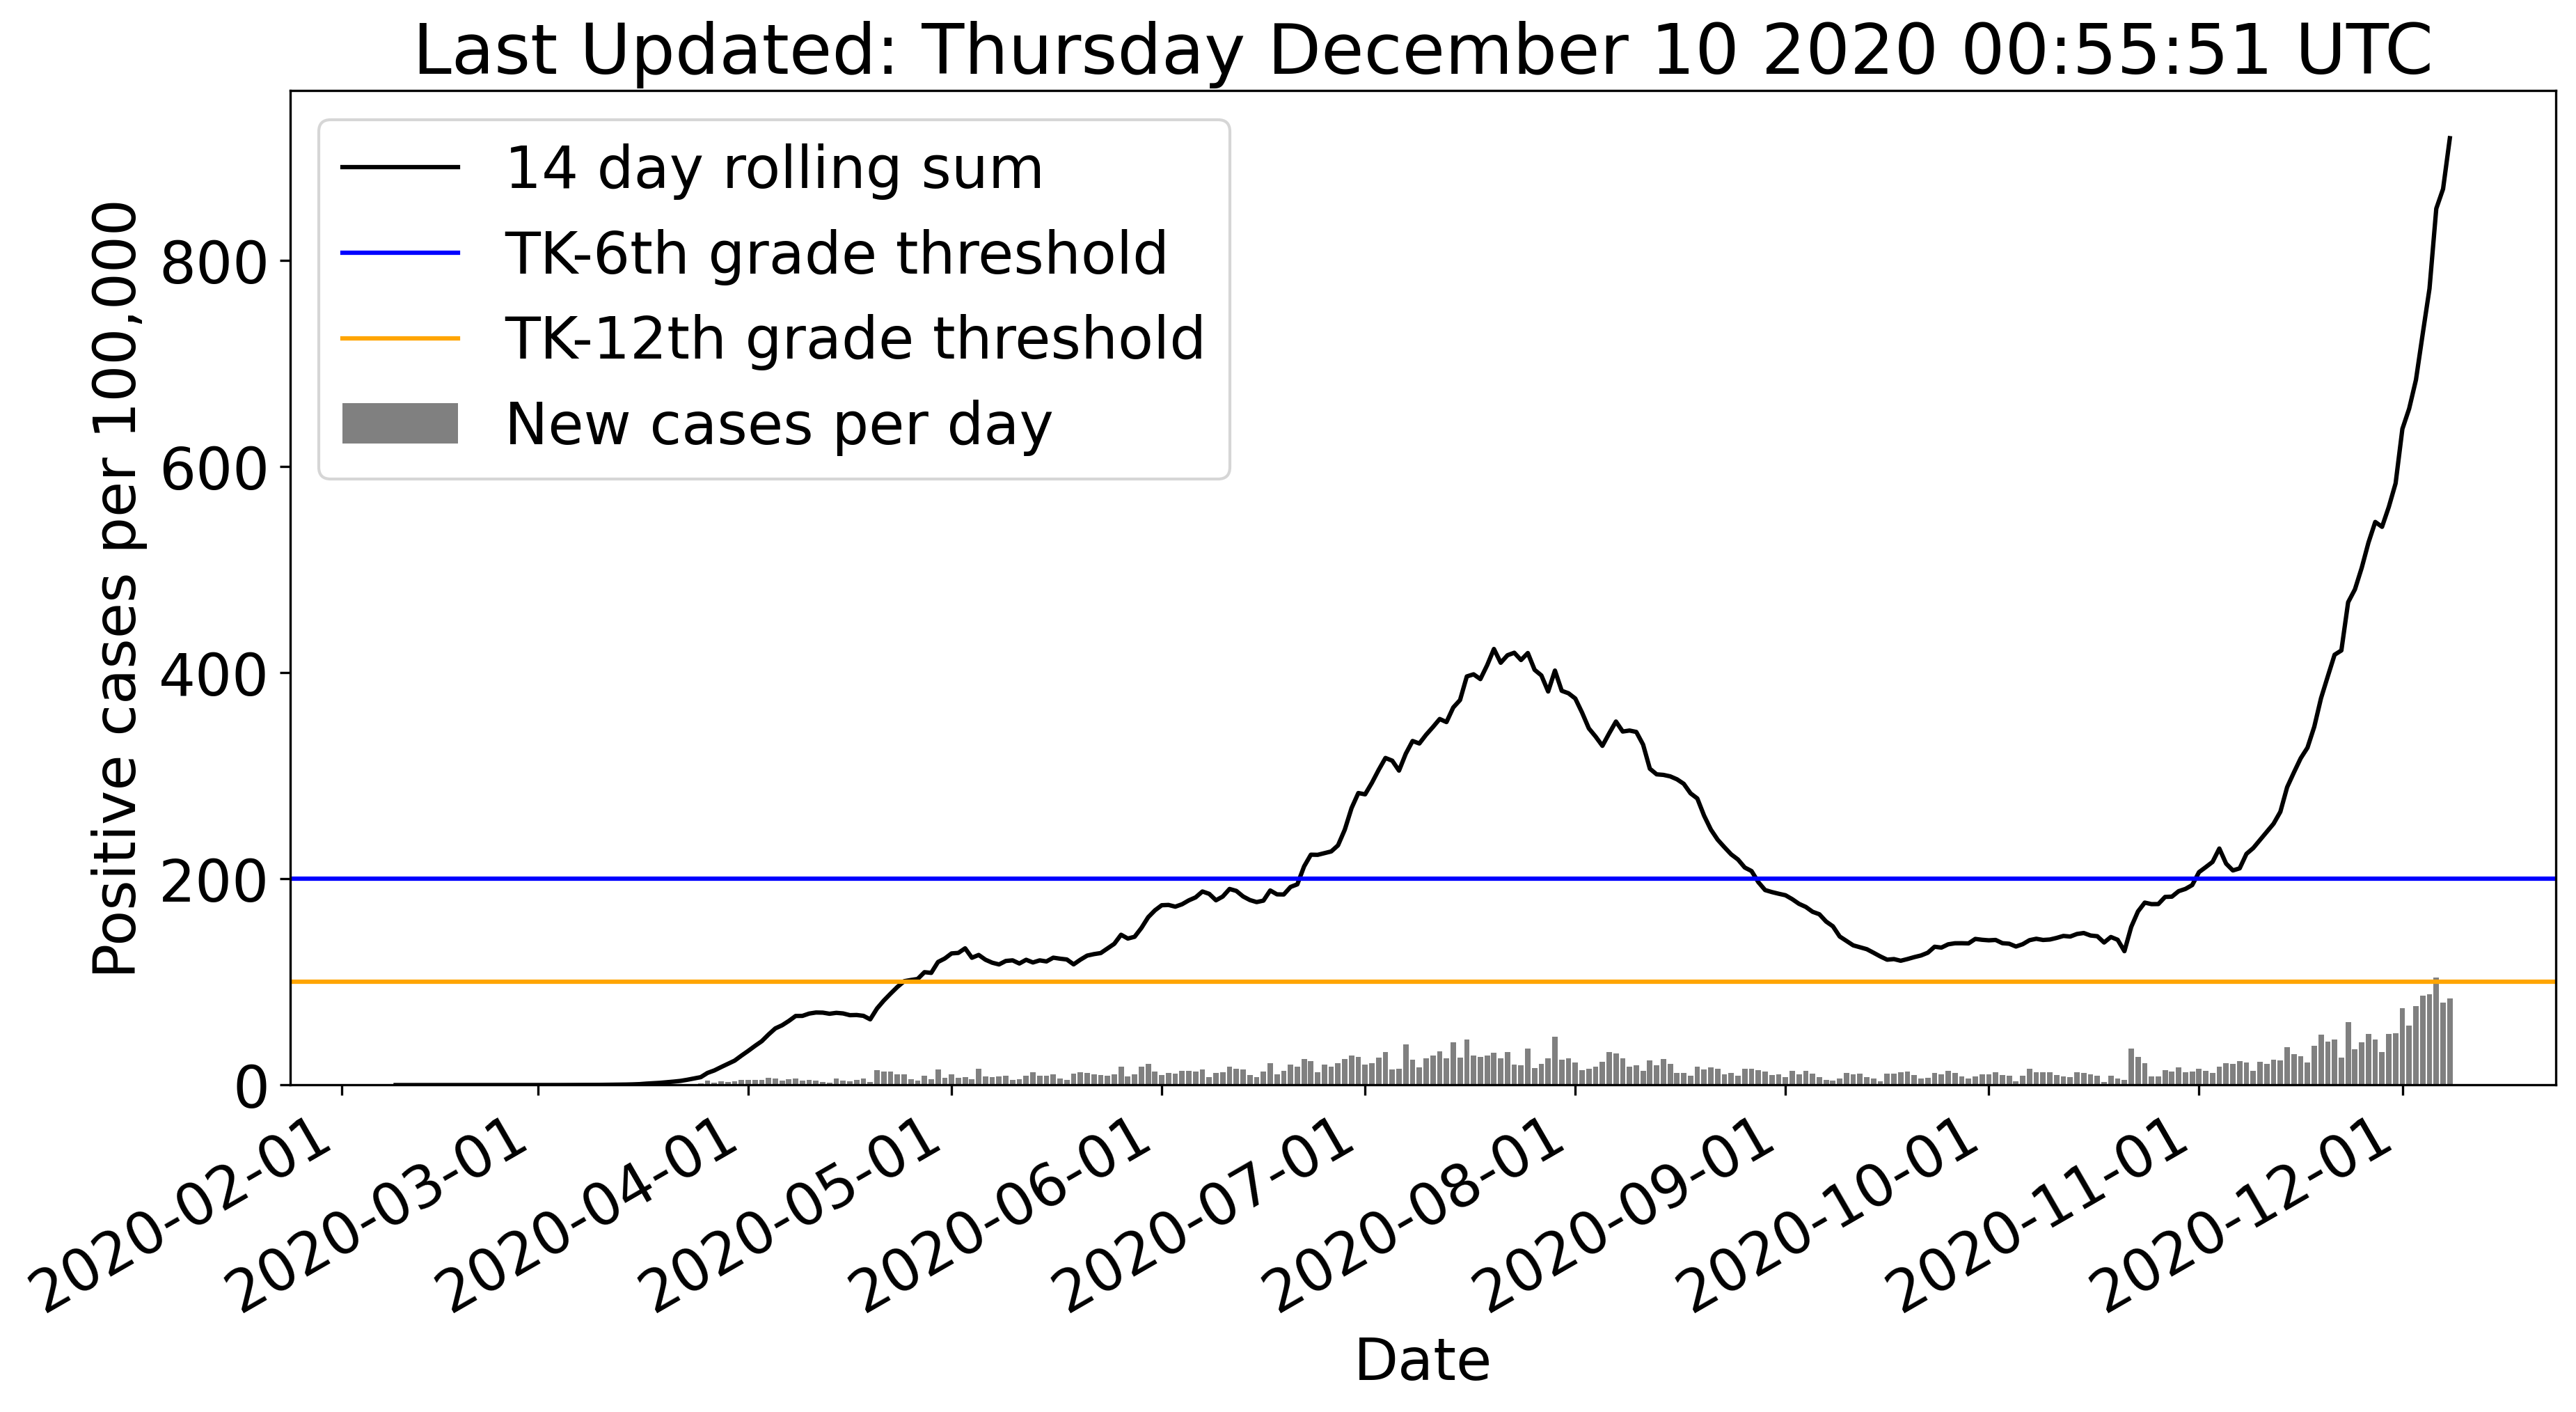 Last Updated: Thursday December 10 2020 00:55:51 UTC
14 day rolling sum
TK-6th grade threshold
TK-12th grade threshold
New cases per day
Positive cases per 100,000
800
600
400
200
0
2020-02-01
2020-03-01
2020-04-01
2020-05-01
2020-06-01
2020-07-01
2020-08-01
2020-09-01
2020-10-01
2020-11-01
2020-12-01
Date